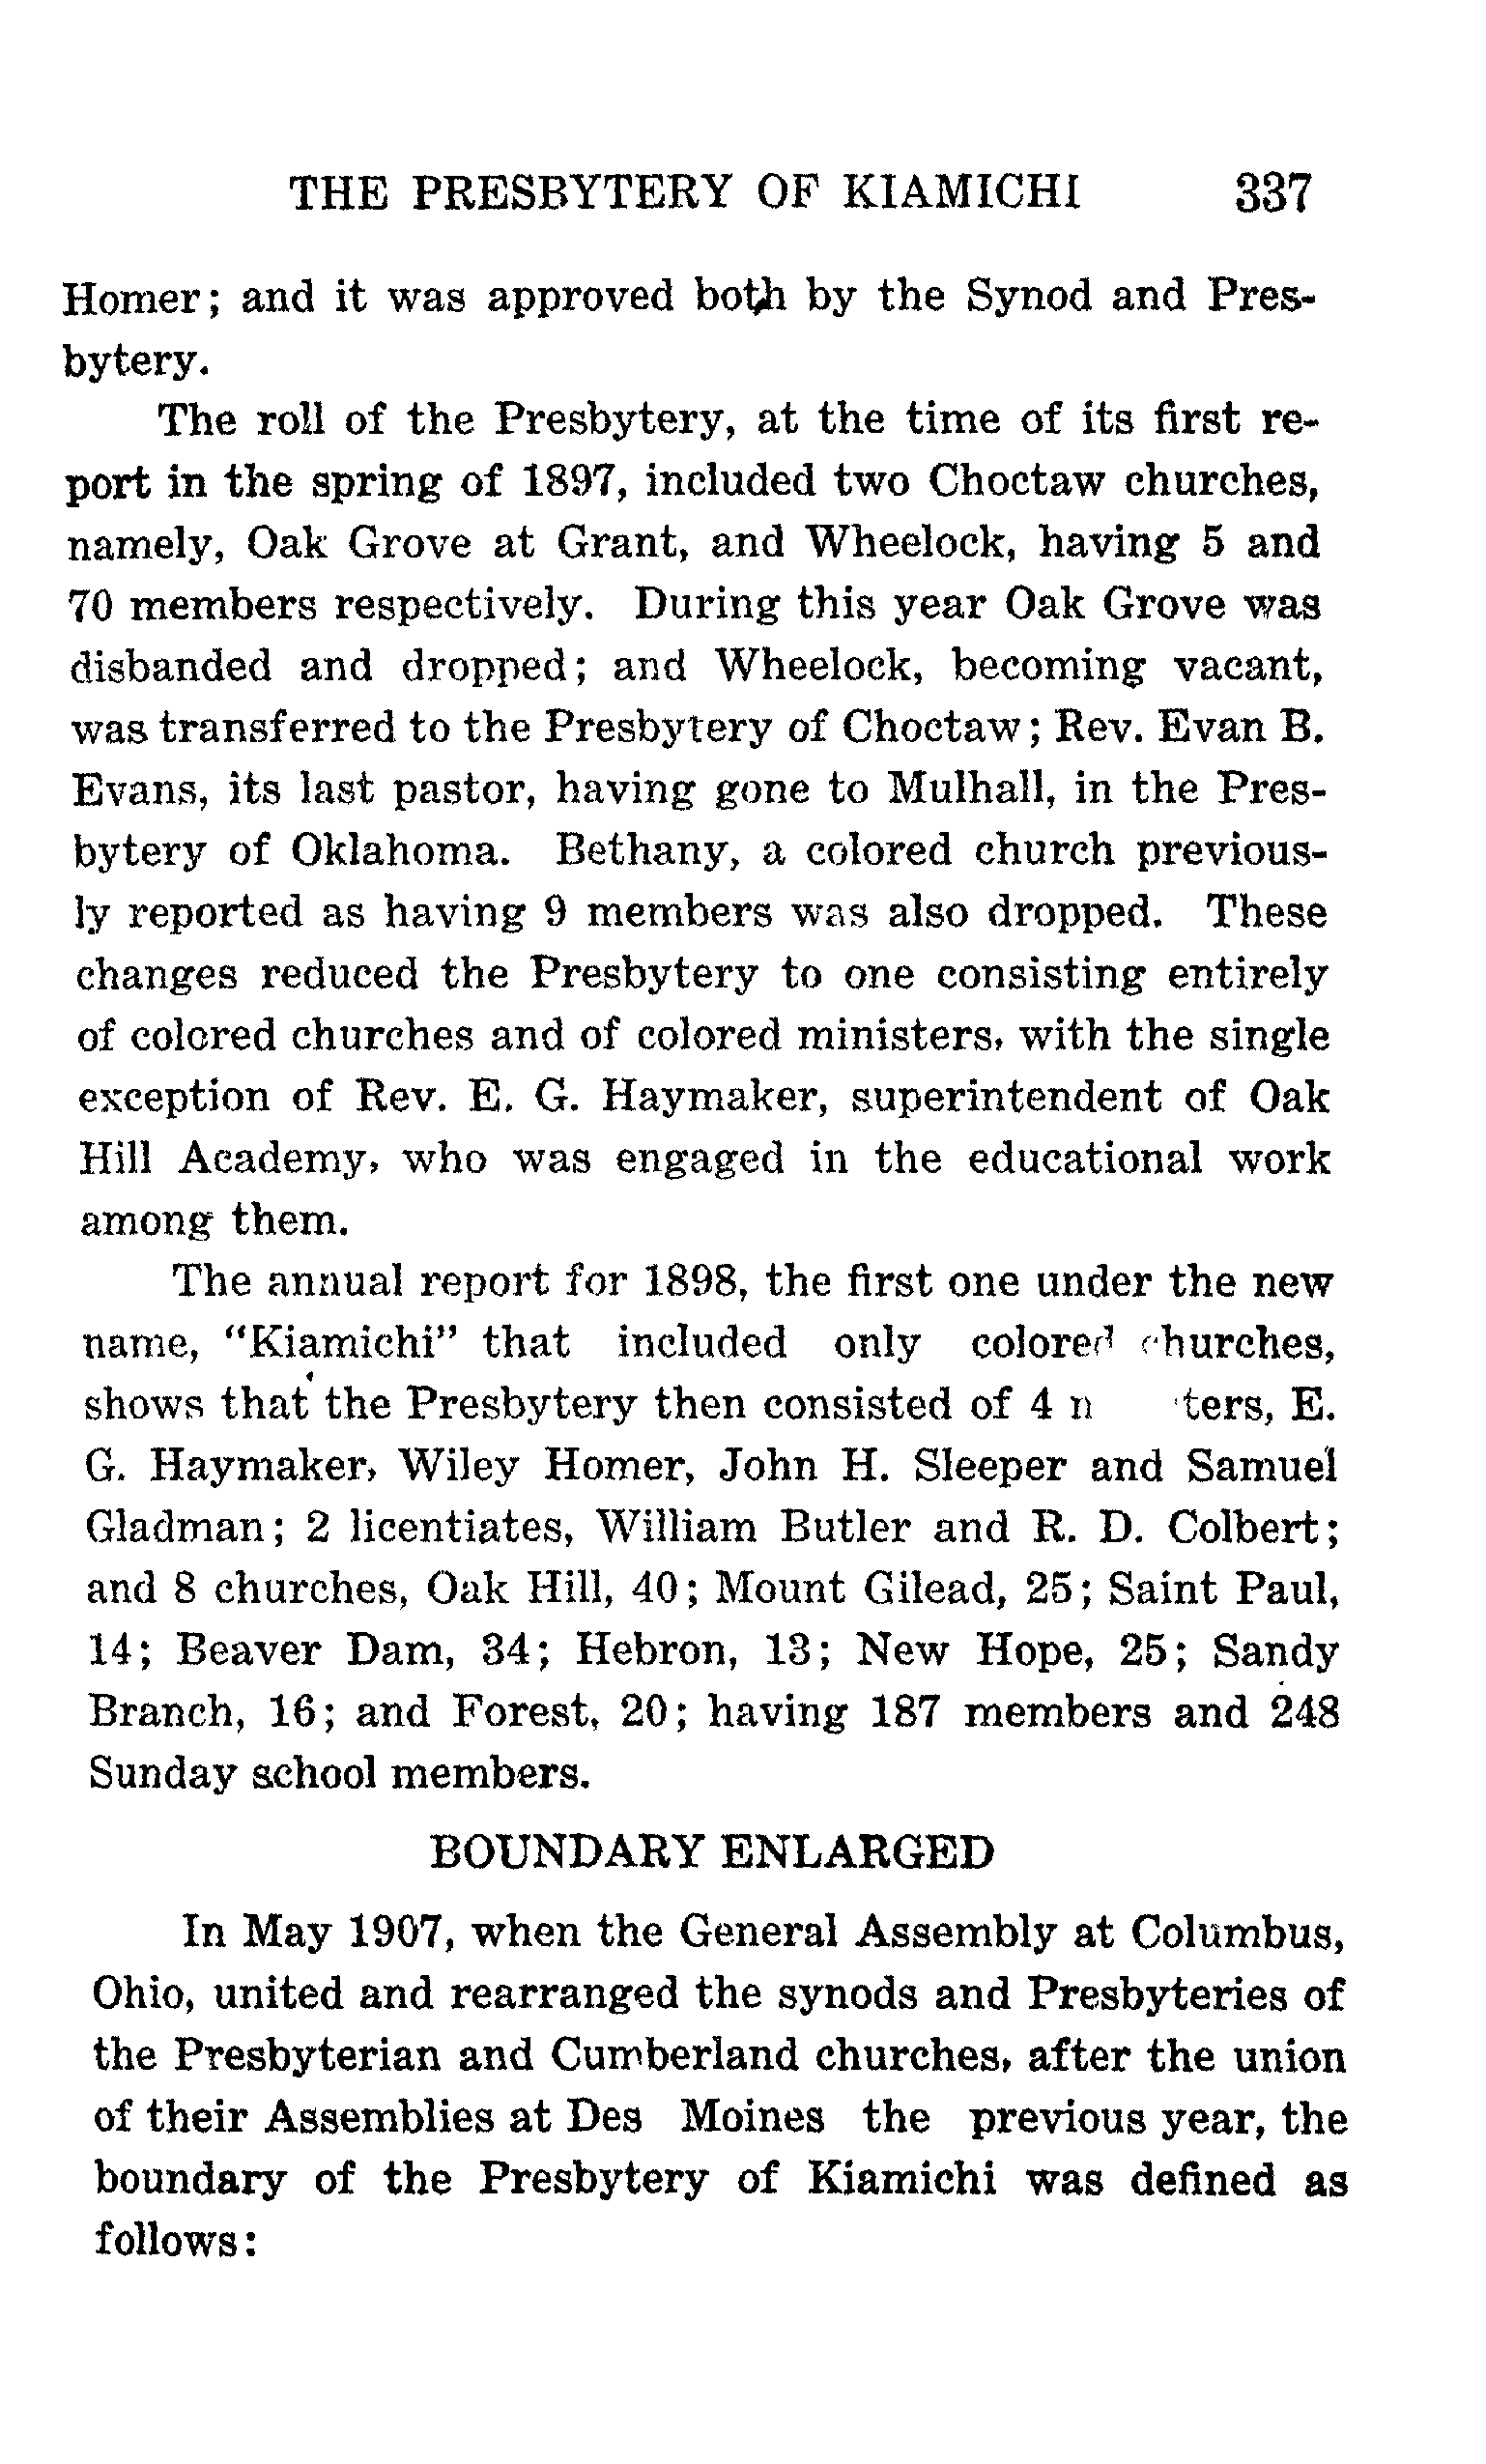 THE PRESBYTERY OF KIAMICHI 337
Homer; and it was approved both by the Synod and Pres-
bytery.
The roll of the Presbytery, at the time of its first re-
port in the spring of 1897, included two Choctaw churches,
namely, Oak Grove at Grant, and Wheelock, having 5 and
70 members respectively. During this year Oak Grove was
disbanded and dropped; and Wheelock, becoming vacant,
was transferred to the Presbytery of Choctaw; Rev. Evan B.
Evans, its last pastor, having gone to Mulhall, in the Pres-
bytery of Oklahoma. Bethany, a colored church previous-
ly reported as having 9 members was also dropped. These
changes reduced the Presbytery to one consisting entirely
of colored churches and of colored ministers, with the single
exception of Rev. E. G. Haymaker, superintendent of Oak
Hill Academy, who was engaged in the educational work
among them.
The annual report for 1898, the first one under the new
name, "Kiamichi" that included only colored churches,
shows that the Presbytery then consisted of 4 E.
G. Haymaker, Wiley Homer, John H. Sleeper and Samuel
Gladman; 2 licentiates, William Butler and R. D. Colbert;
and 8 churches, Oak Hill, 40; Mount Gilead, 25; Saint Paul,
14; Beaver Dam, 34; Hebron, 13; New Hope, 25; Sandy
Branch, 16; and Forest, 20; having 187 members and 248
Sunday school members.
BOUNDARY ENLARGED
In May 1907, when the General Assembly at Columbus,
Ohio, united and rearranged the synods and Presbyteries of
the Presbyterian and Cumberland churches, after the union
of their Assemblies at Des Moines the previous year, the
boundary of the Presbytery of Kiamichi was defined as
follows: